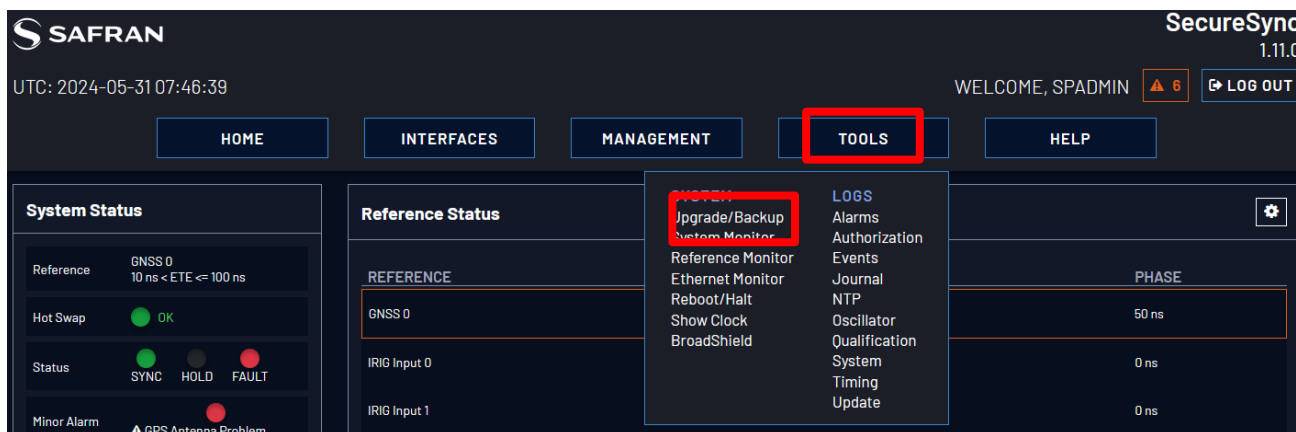 SAFRAN
SecureSync
1.11.0
UTC: 2024-05-31 07:46:39
WELCOME, SPADMIN
6
LOG OUT
HOME
INTERFACES
MANAGEMENT
TOOLS
HELP
System Status
Reference
GNSS 0
10 ns < ETE <= 100 ns
Hot Swap
OK
Status
SYNC HOLD FAULT
Minor Alarm
GPS Antenna Problem
Reference Status
REFERENCE
PHASE
GNSS 0
50 ns
IRIG Input 0
0 ns
IRIG Input 1
0 ns
SYSTEM
Upgrade/Backup
System Monitor
Reference Monitor
Ethernet Monitor
Reboot/Halt
Show Clock
BroadShield
LOGS
Alarms
Authorization
Events
Journal
NTP
Oscillator
Qualification
System
Timing
Update